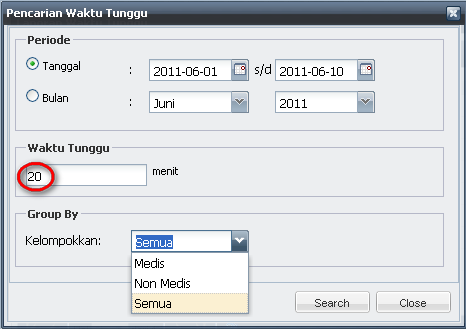 Pencarian Waktu Tunggu
Periode
Tanggal : 2011-06-01 s/d 2011-06-10
Bulan : Juni 2011
Waktu Tunggu
20 menit
Group By
Kelompokkan: Semua
Medis
Non Medis
Semua
Search Close